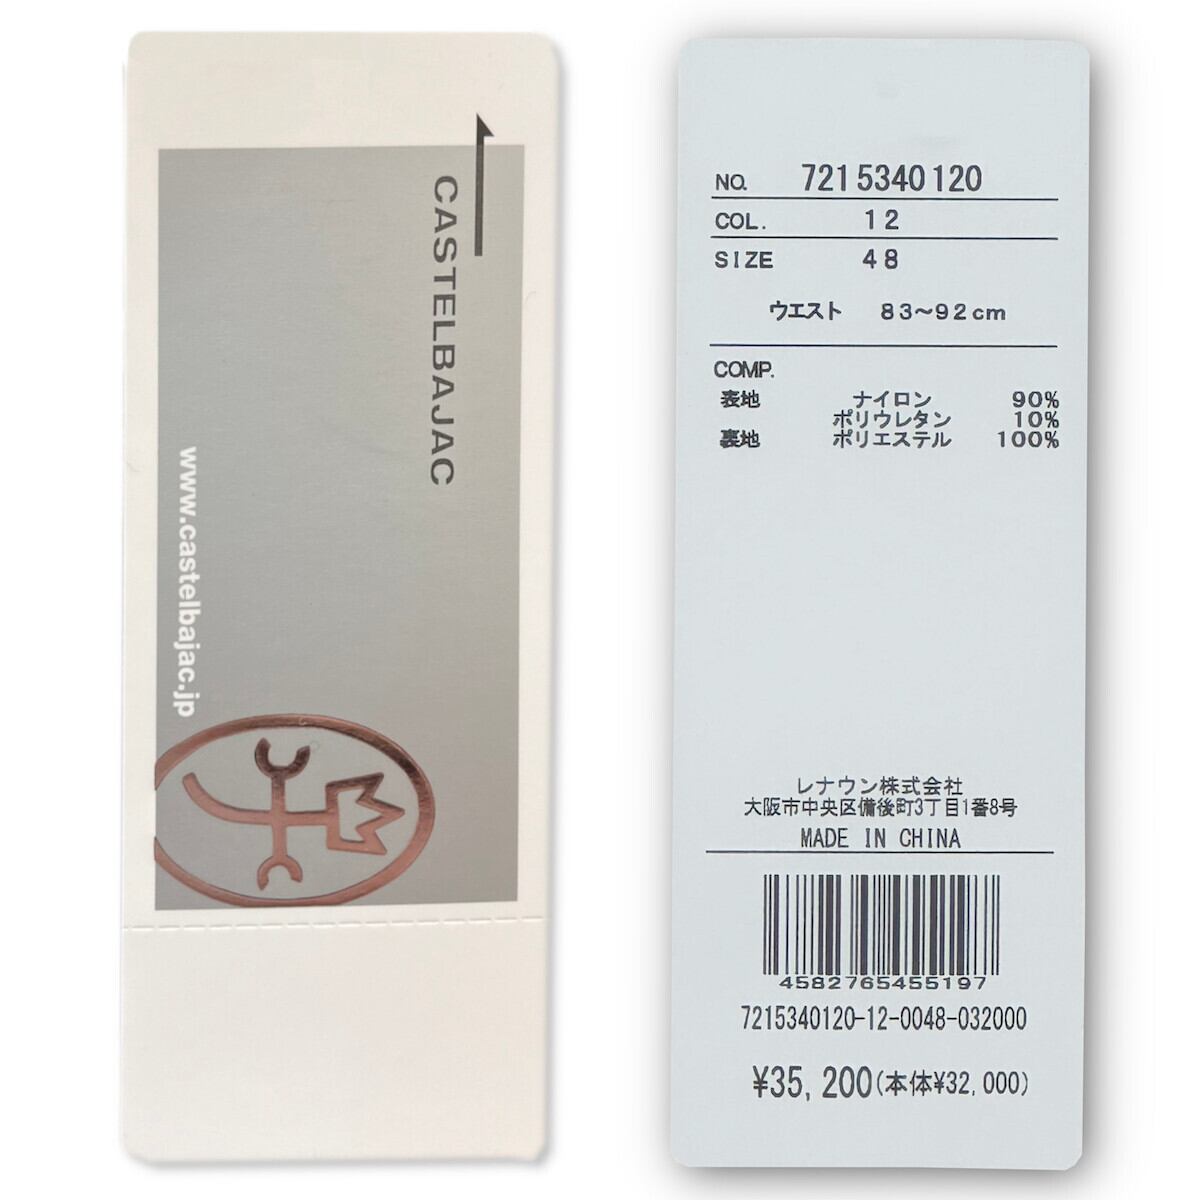 CASTELBAJAC
www.castelbajac.jp
NO. 7215340120
COL. 12
SIZE 48
ウエスト 83〜92cm
COMP.
表地 ナイロン 90%
ポリウレタン 10%
裏地 ポリエステル 100%
レナウン株式会社
大阪市中央区備後町3丁目1番8号
MADE IN CHINA
4582765455197
7215340120-12-0048-032000
¥35,200(本体¥32,000)